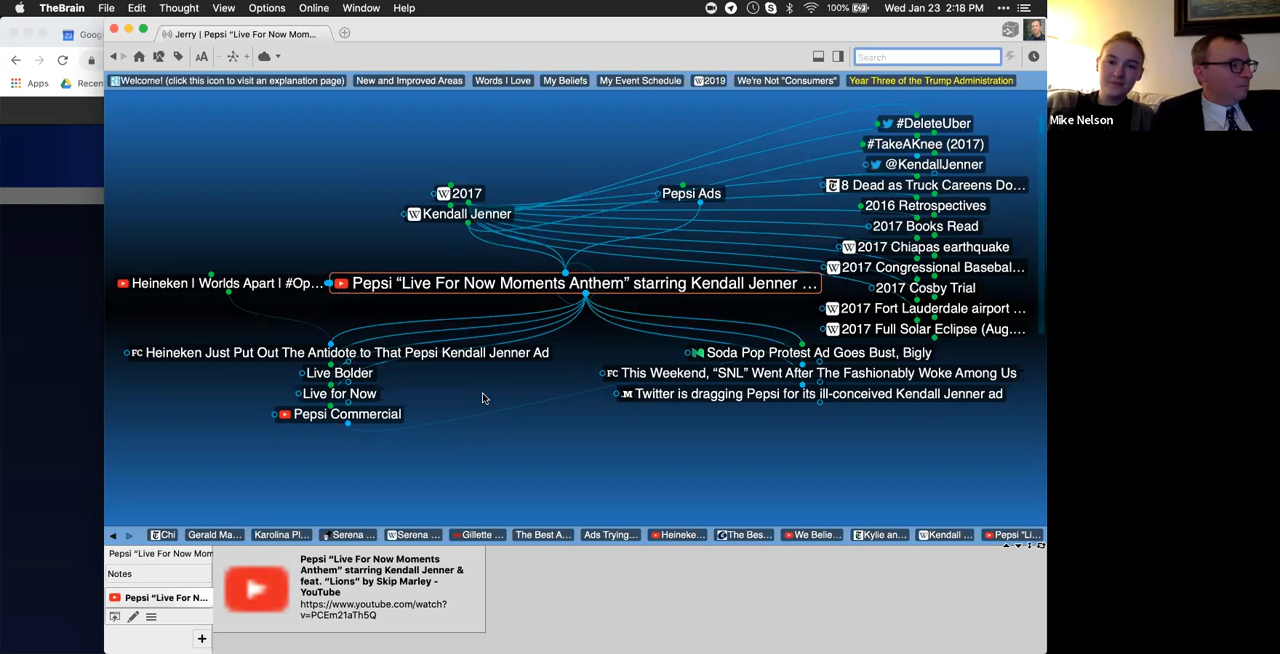 TheBrain File Edit Thought View Options Online Window Help 100% Wed Jan 23 2:18 PM
Goog
Jerry | Pepsi “Live For Now Mom...
AA
Search
Apps Recen
Welcome! (click this icon to visit an explanation page) New and Improved Areas Words I Love My Beliefs My Event Schedule 2019 We're Not "Consumers" Year Three of the Trump Administration
Mike Nelson
#DeleteUber
#TakeAKnee (2017)
@KendallJenner
8 Dead as Truck Careens Do...
2016 Retrospectives
2017 Books Read
2017 Chiapas earthquake
2017 Congressional Basebal...
2017 Cosby Trial
2017 Fort Lauderdale airport ...
2017 Full Solar Eclipse (Aug....
2017
Kendall Jenner
Pepsi Ads
Heineken | Worlds Apart | #Op...
Pepsi “Live For Now Moments Anthem” starring Kendall Jenner ...
FC Heineken Just Put Out The Antidote to That Pepsi Kendall Jenner Ad
Live Bolder
Live for Now
Pepsi Commercial
Soda Pop Protest Ad Goes Bust, Bigly
FC This Weekend, “SNL” Went After The Fashionably Woke Among Us
Twitter is dragging Pepsi for its ill-conceived Kendall Jenner ad
Chi Gerald Ma... Karolina Pl... Serena ... Serena ... Gillette ... The Best A... Ads Trying... Heineke... The Bes... We Belie... Kylie an... Kendall ... Pepsi “Li...
Pepsi “Live For Now Mom
Notes
Pepsi “Live For N...
Pepsi “Live For Now Moments
Anthem” starring Kendall Jenner &
feat. “Lions” by Skip Marley -
YouTube
https://www.youtube.com/watch?
v=PCEm21aTh5Q